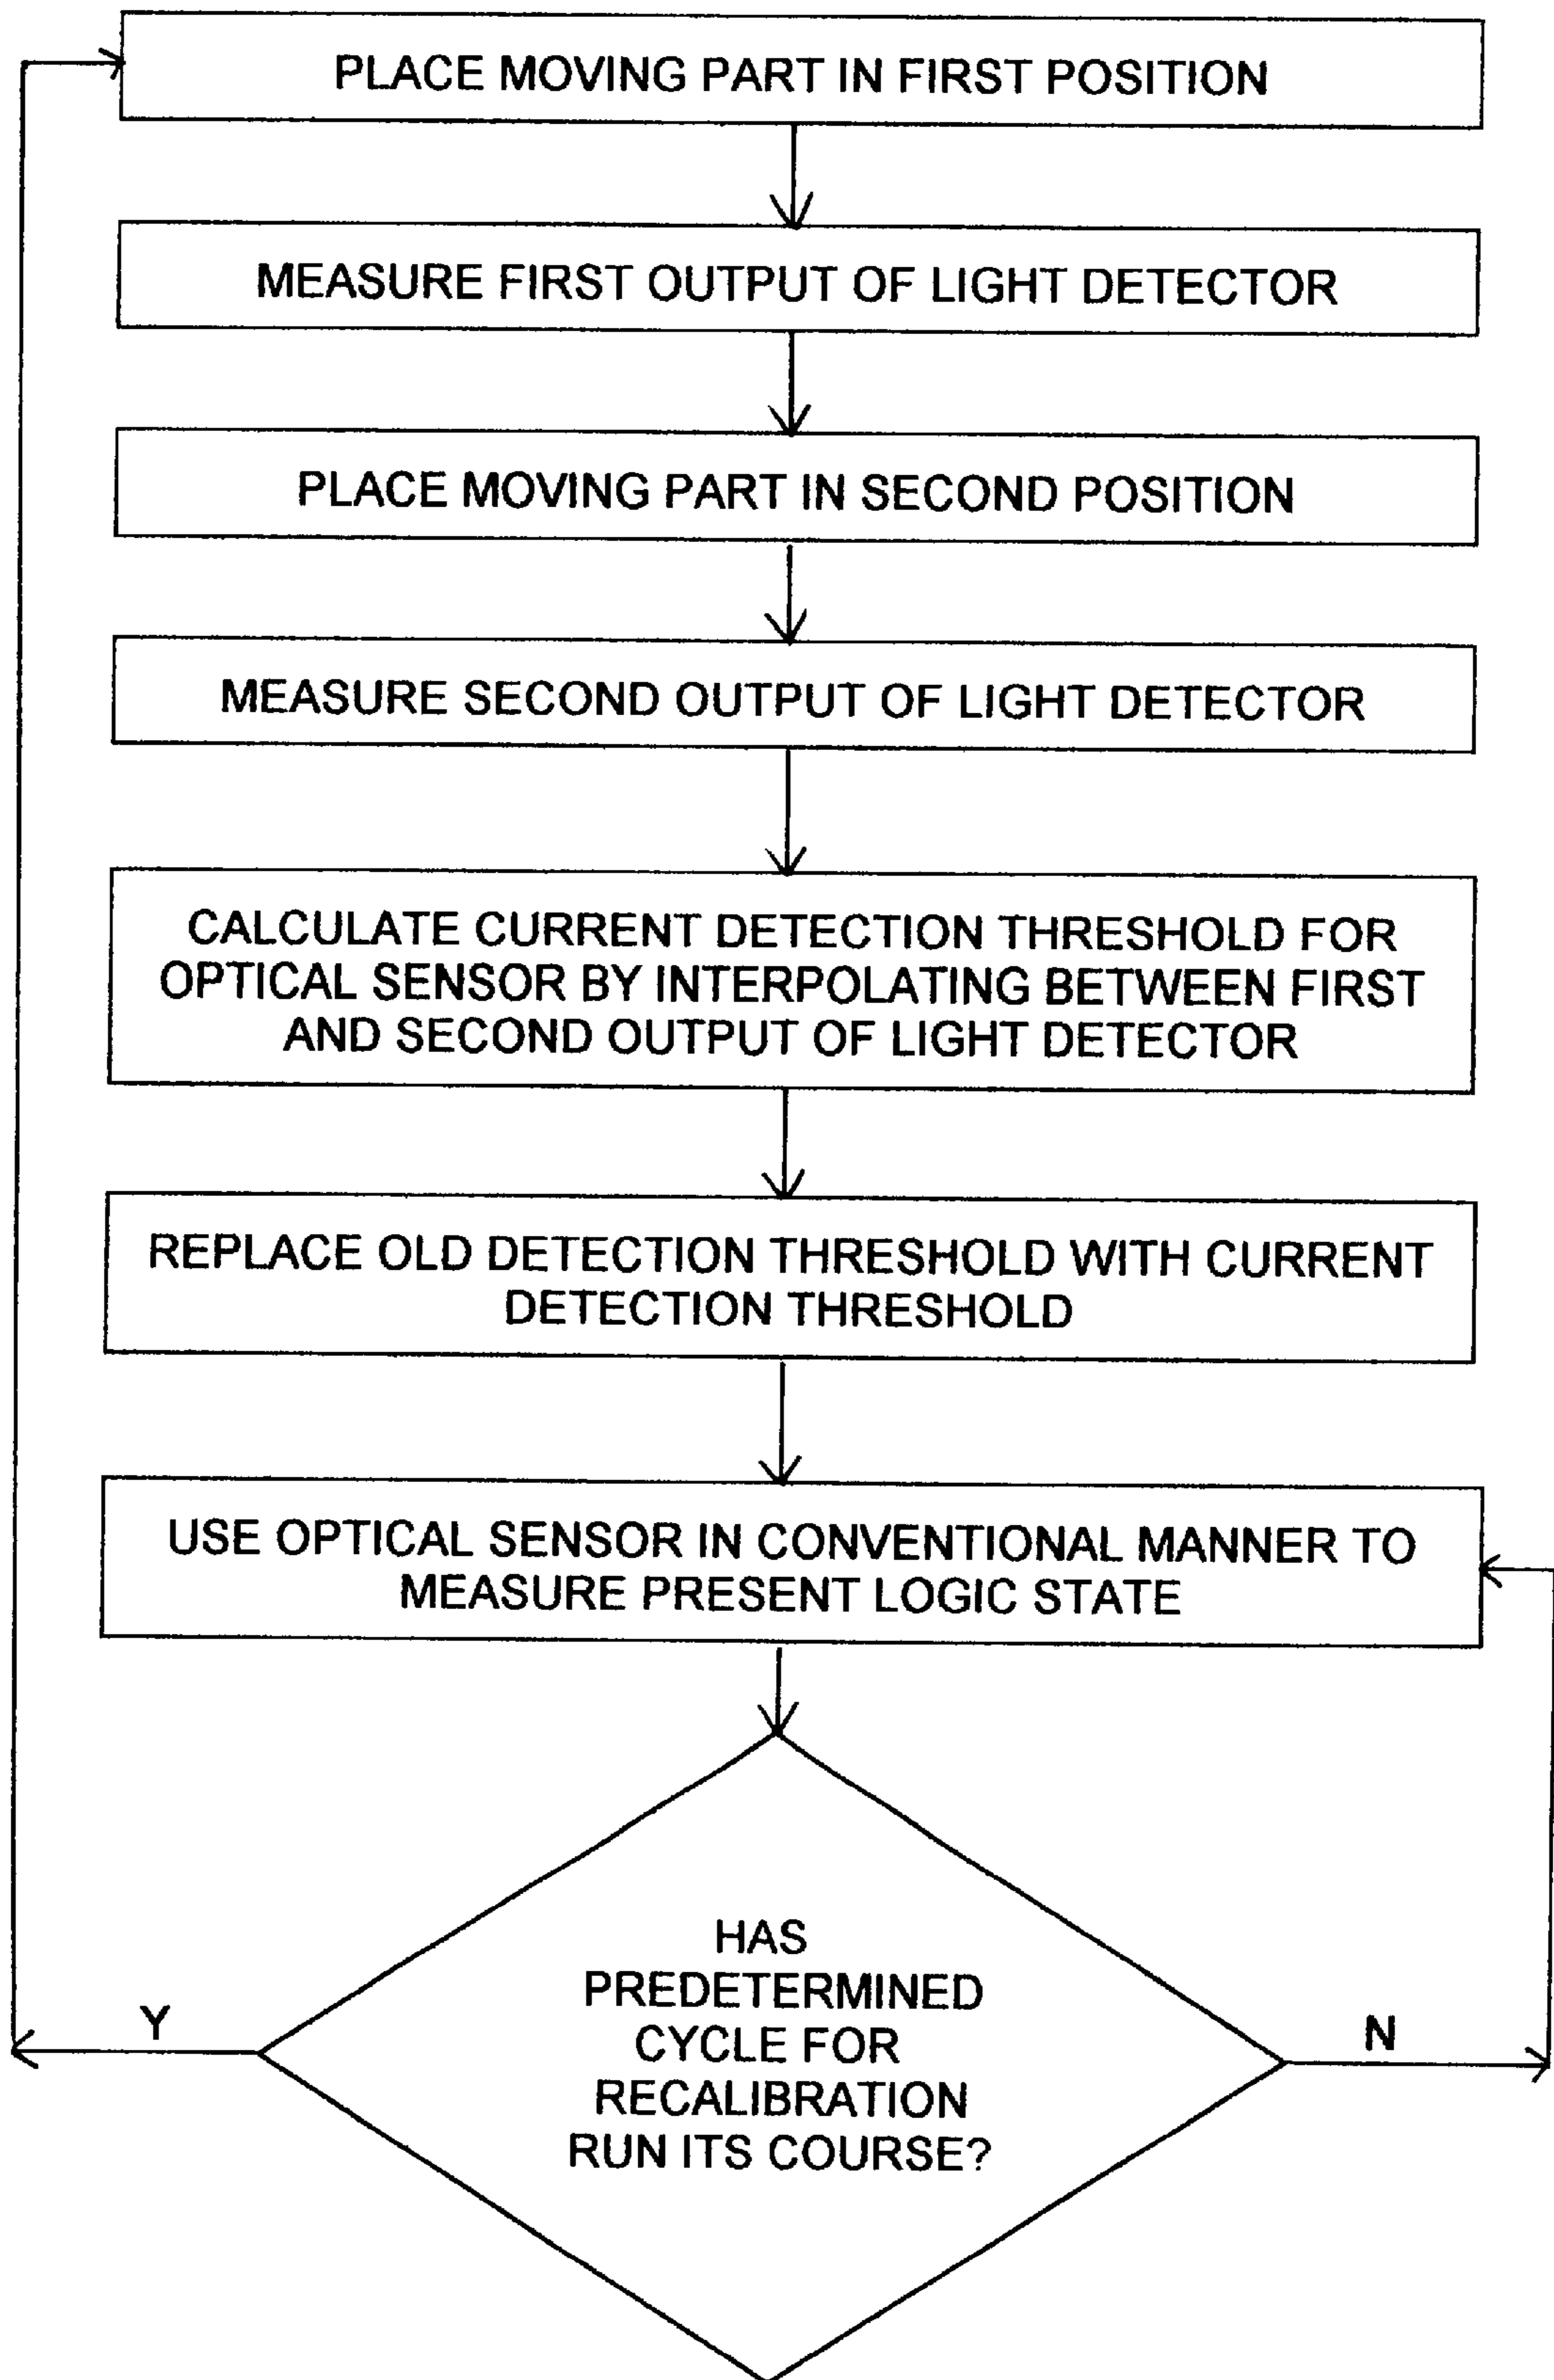 PLACE MOVING PART IN FIRST POSITION
MEASURE FIRST OUTPUT OF LIGHT DETECTOR
PLACE MOVING PART IN SECOND POSITION
MEASURE SECOND OUTPUT OF LIGHT DETECTOR
CALCULATE CURRENT DETECTION THRESHOLD FOR
OPTICAL SENSOR BY INTERPOLATING BETWEEN FIRST
AND SECOND OUTPUT OF LIGHT DETECTOR
REPLACE OLD DETECTION THRESHOLD WITH CURRENT
DETECTION THRESHOLD
USE OPTICAL SENSOR IN CONVENTIONAL MANNER TO
MEASURE PRESENT LOGIC STATE
HAS
PREDETERMINED
CYCLE FOR
RECALIBRATION
RUN ITS COURSE?
Y
N